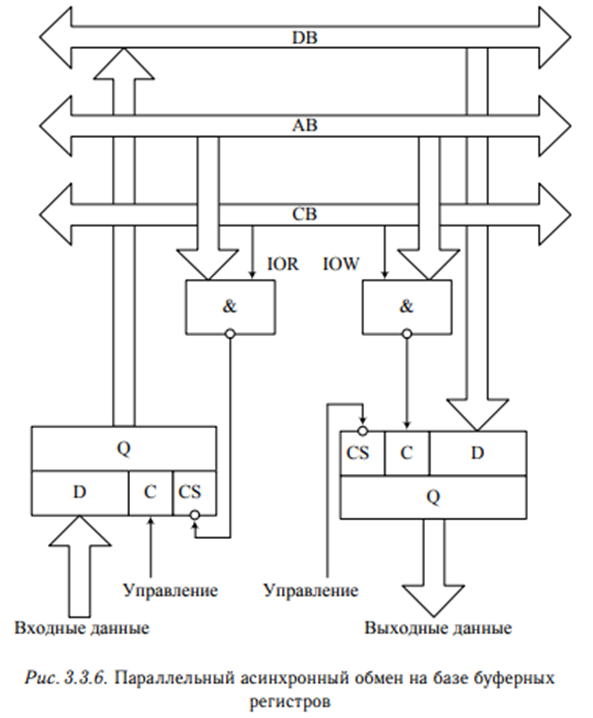 DB
AB
CB
IOR IOW
& &
Q
D C CS
CS C D
Q
Управление Управление
Входные данные Выходные данные
Рис. 3.3.6. Параллельный асинхронный обмен на базе буферных
регистров